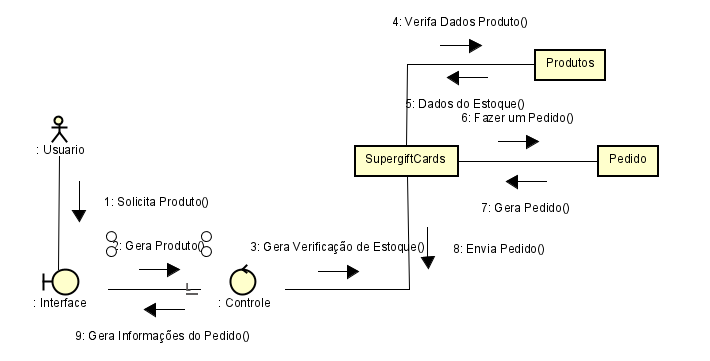 4: Verifa Dados Produto()
Produtos
5: Dados do Estoque()
6: Fazer um Pedido()
: Usuario
SupergiftCards
Pedido
1: Solicita Produto()
7: Gera Pedido()
2: Gera Produto()
3: Gera Verificação de Estoque()
8: Envia Pedido()
: Interface
: Controle
9: Gera Informações do Pedido()